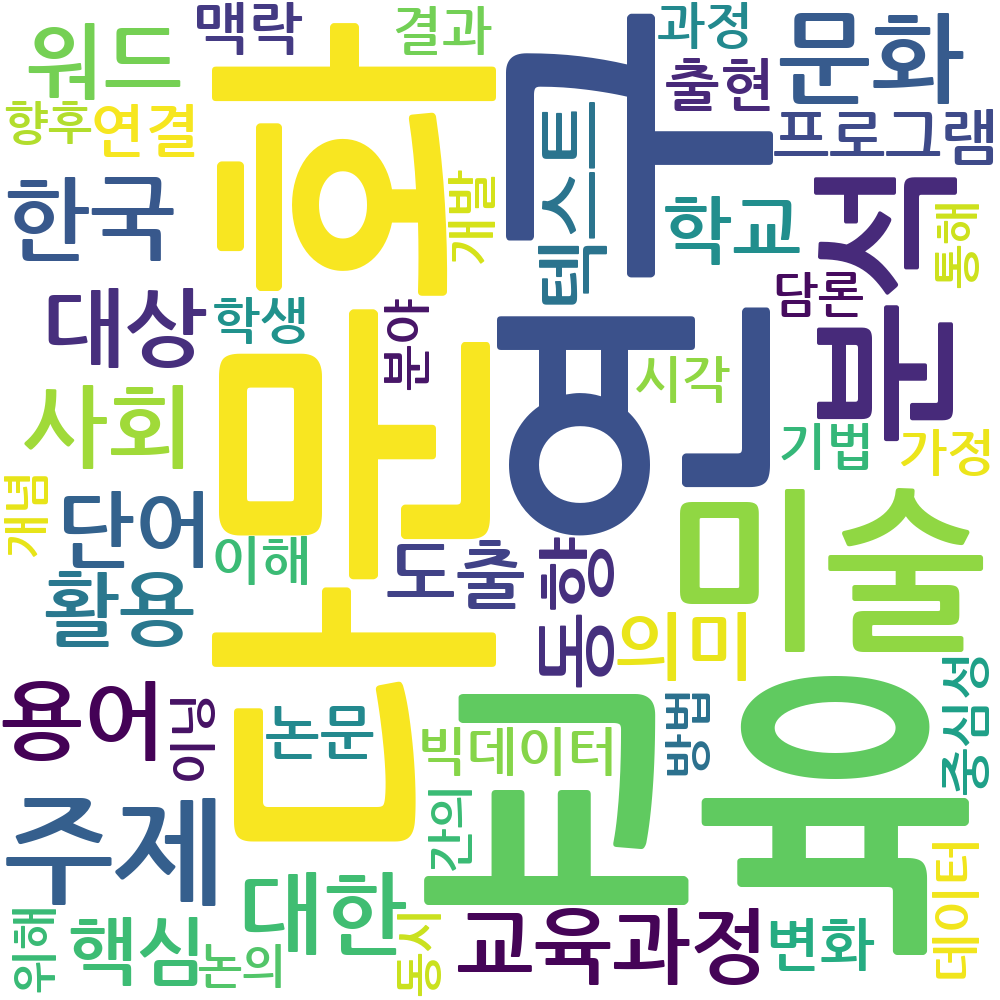 맥락
결과
과정
문화
워드
출현
향후
연결
프로그램
다문화
연구
텍스트
한국
개발
학교
분석
통해
대상
학생
분야
담론
시각
사회
기법
가정
개념
단어
이해
도출
동향
미술
활용
의미
용어
이닝
논문
빅데이터
방법
교육
중심성
주제
간의
데이터
위해
핵심
논의
대한
동시
교육과정
변화